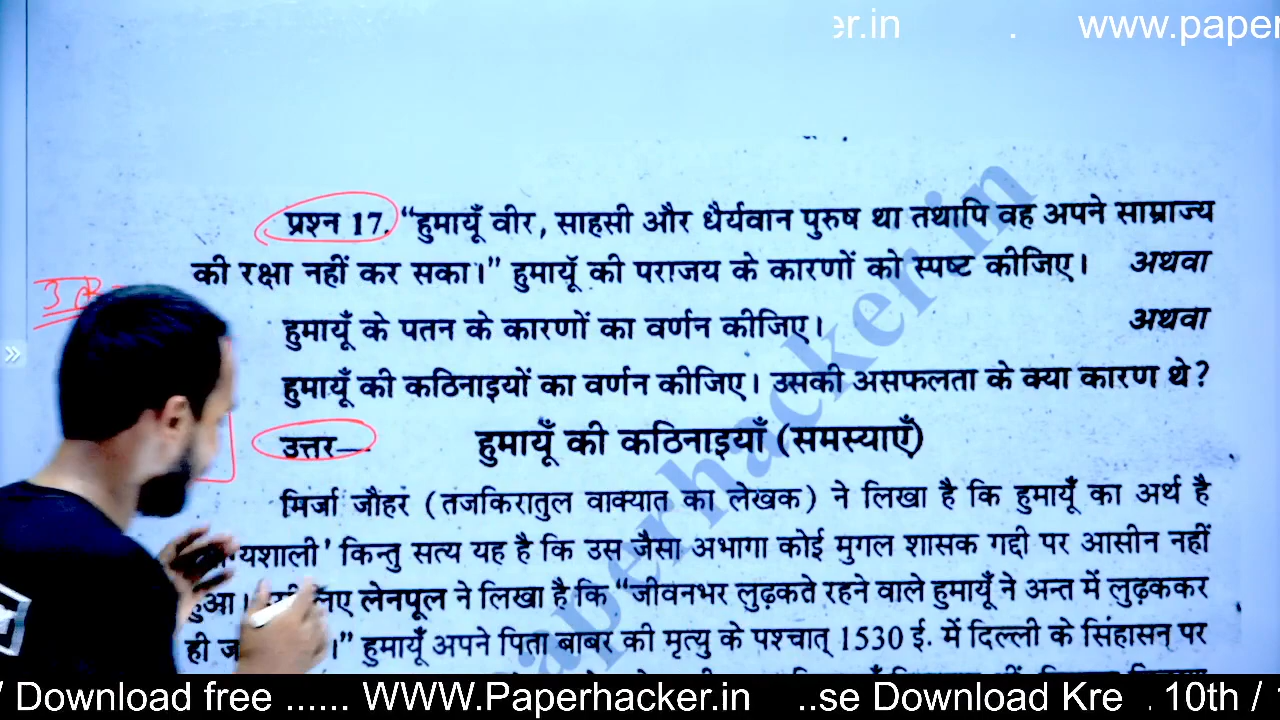 er.in . www.paper
प्रश्न 17. “हुमायूँ वीर, साहसी और धैर्यवान पुरुष था तथापि वह अपने साम्राज्य
की रक्षा नहीं कर सका।” हुमायूँ की पराजय के कारणों को स्पष्ट कीजिए। अथवा
हुमायूँ के पतन के कारणों का वर्णन कीजिए। अथवा
हुमायूँ की कठिनाइयों का वर्णन कीजिए। उसकी असफलता के क्या कारण थे?
उत्तर— हुमायूँ की कठिनाइयाँ (समस्याएँ)
मिर्जा जौहर (तजकिरातुल वाक्यात का लेखक) ने लिखा है कि हुमायूँ का अर्थ है
यशाली' किन्तु सत्य यह है कि उस जैसा अभागा कोई मुगल शासक गद्दी पर आसीन नहीं
हुआ। लेनपूल ने लिखा है कि “जीवनभर लुढ़कते रहने वाले हुमायूँ ने अन्त में लुढ़ककर
ही ।” हुमायूँ अपने पिता बाबर की मृत्यु के पश्चात् 1530 ई. में दिल्ली के सिंहासन पर
paperhacker in
/ Download free ...... WWW.Paperhacker.in ..se Download Kre . 10th /